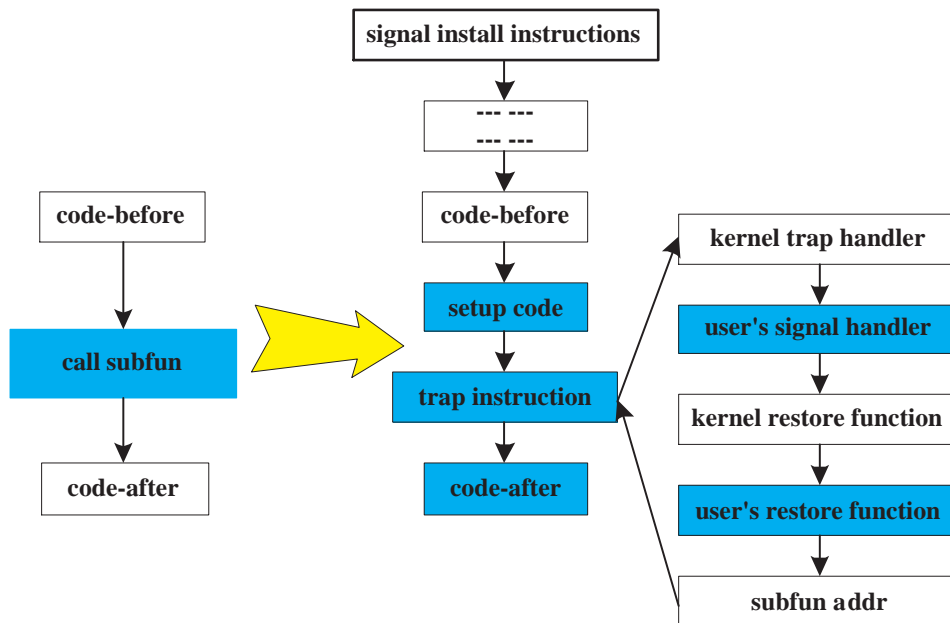 signal install instructions
--- ---
--- ---
code-before
call subfun
code-after
code-before
setup code
trap instruction
code-after
kernel trap handler
user's signal handler
kernel restore function
user's restore function
subfun addr